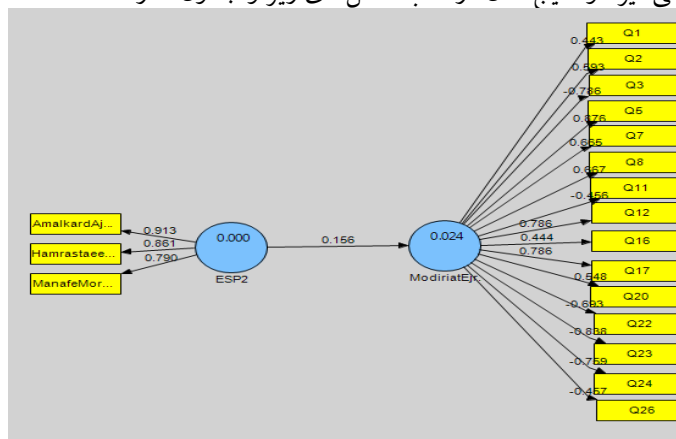 Q1
0.443
Q2
0.593
Q3
-0.786
Q5
0.876
Q7
0.665
Q8
0.667
Q11
-0.456
Q12
0.786
Q16
0.444
Q17
0.786
Q20
0.548
Q22
-0.693
Q23
-0.838
Q24
-0.759
Q26
-0.457
AmalkardAj...
0.913
Hamrastaee...
0.861
ManafeMor...
0.790
0.000
ESP2
0.156
0.024
ModiriatEjr...